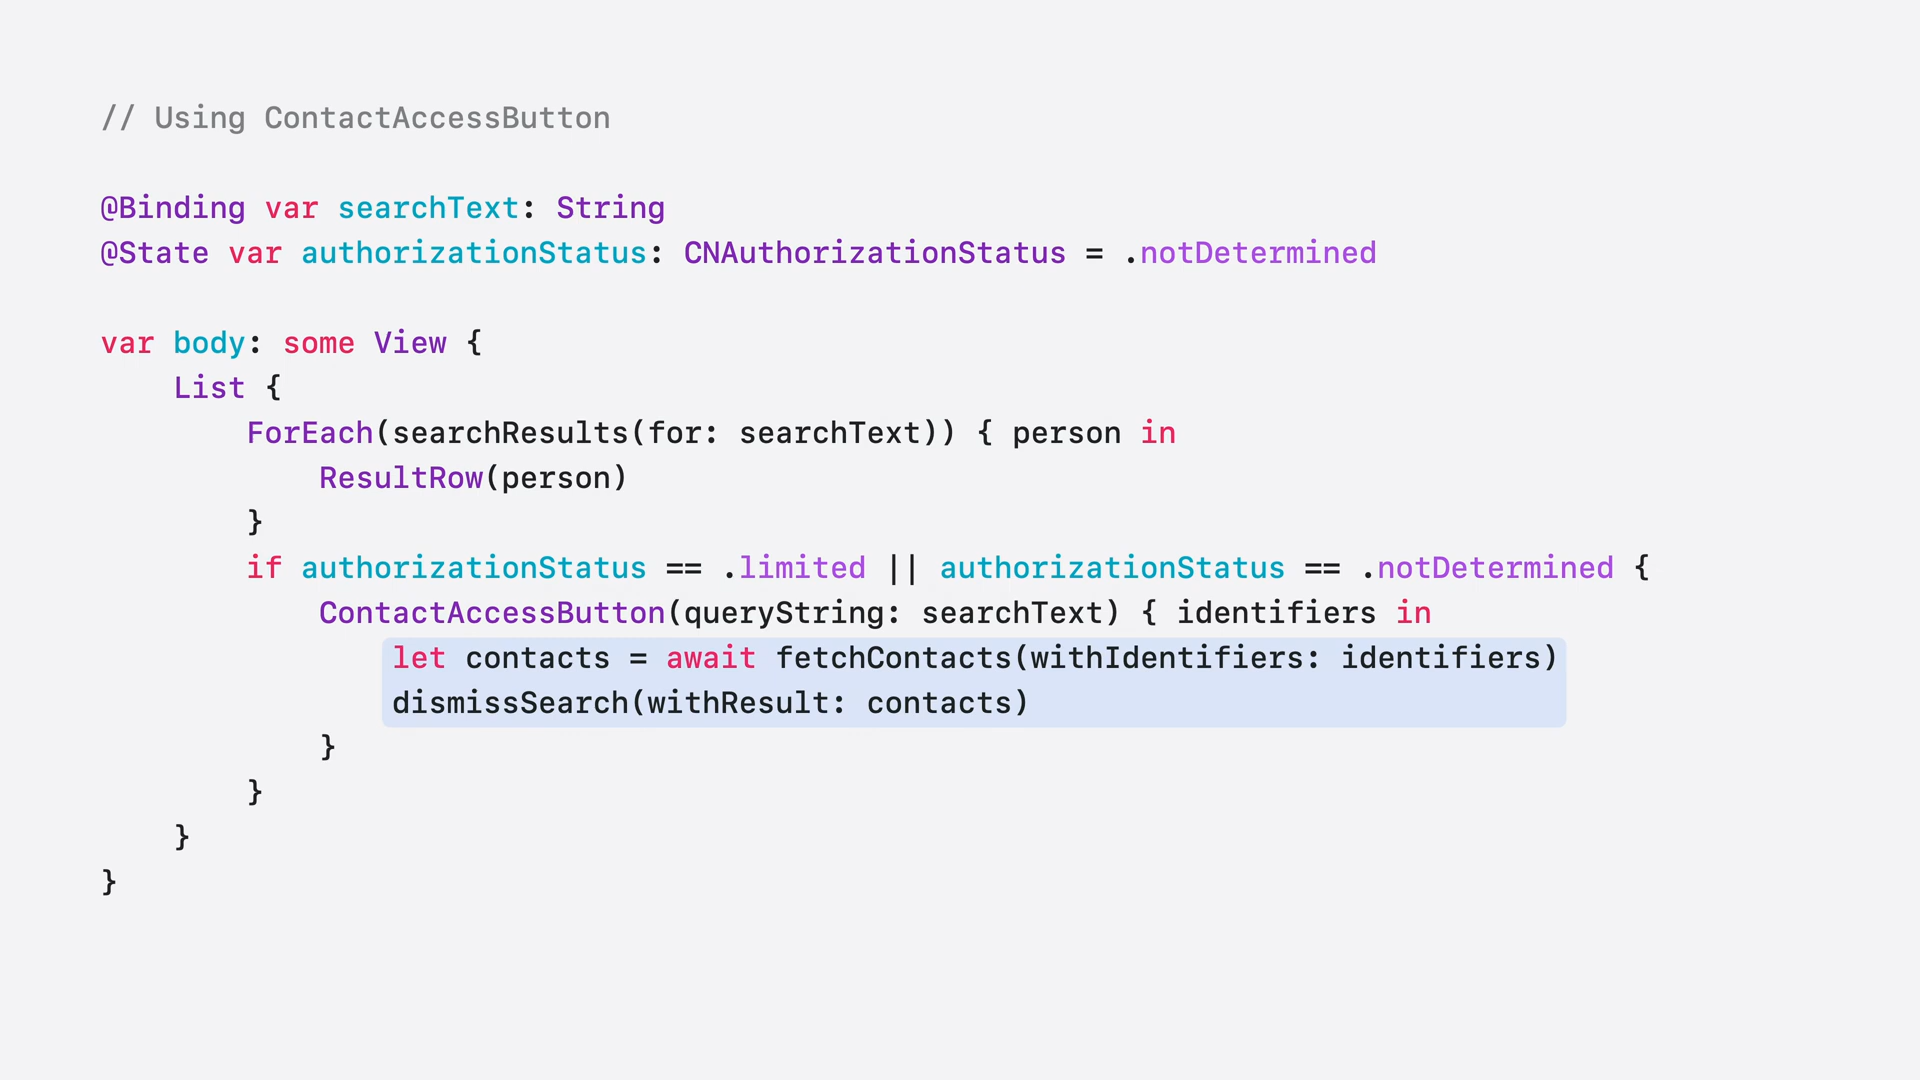 // Using ContactAccessButton
@Binding var searchText: String
@State var authorizationStatus: CNAuthorizationStatus = .notDetermined
var body: some View {
    List {
        ForEach(searchResults(for: searchText)) { person in
            ResultRow(person)
        }
        if authorizationStatus == .limited || authorizationStatus == .notDetermined {
            ContactAccessButton(queryString: searchText) { identifiers in
                let contacts = await fetchContacts(withIdentifiers: identifiers)
                dismissSearch(withResult: contacts)
            }
        }
    }
}